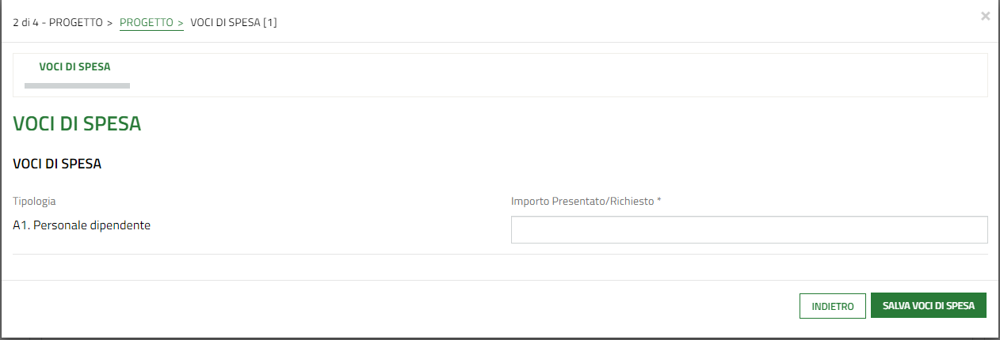 2 di 4 - PROGETTO > PROGETTO > VOCI DI SPESA [1]
×
VOCI DI SPESA
VOCI DI SPESA
VOCI DI SPESA
Tipologia
A1. Personale dipendente
Importo Presentato/Richiesto *
INDIETRO
SALVA VOCI DI SPESA